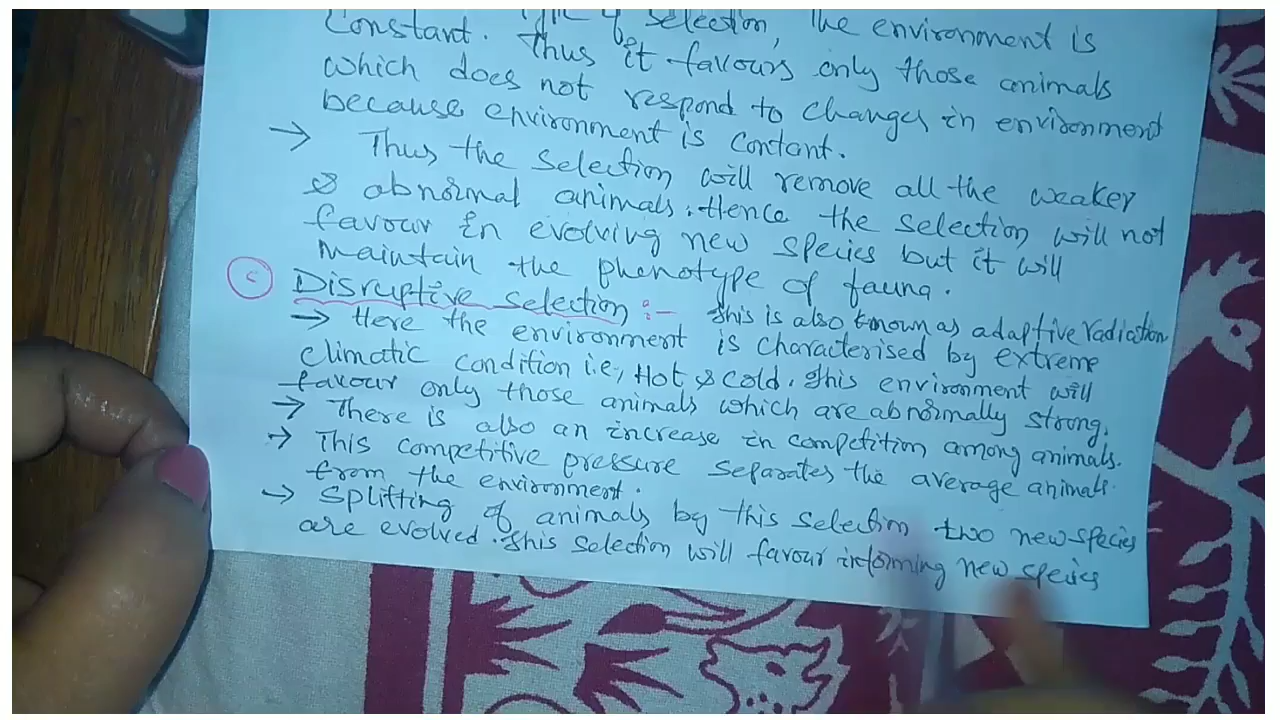 selection, the environment is
Constant. Thus it favours only those animals
which does not respond to changes in environment
because environment is contant.
→ Thus the selection will remove all the weaker
& abnormal animals. Hence the selection will not
favour in evolving new species but it will
maintain the phenotype of fauna.
c Disruptive selection :- This is also known as adaptive radiation
→ Here the environment is characterised by extreme
climatic condition i.e., Hot & cold. This environment will
favour only those animals which are abnormally strong.
→ There is also an increase in competition among animals.
→ This competitive pressure separates the average animals
from the environment.
→ Splitting of animals by this selection two new species
are evolved. This selection will favour in forming new species